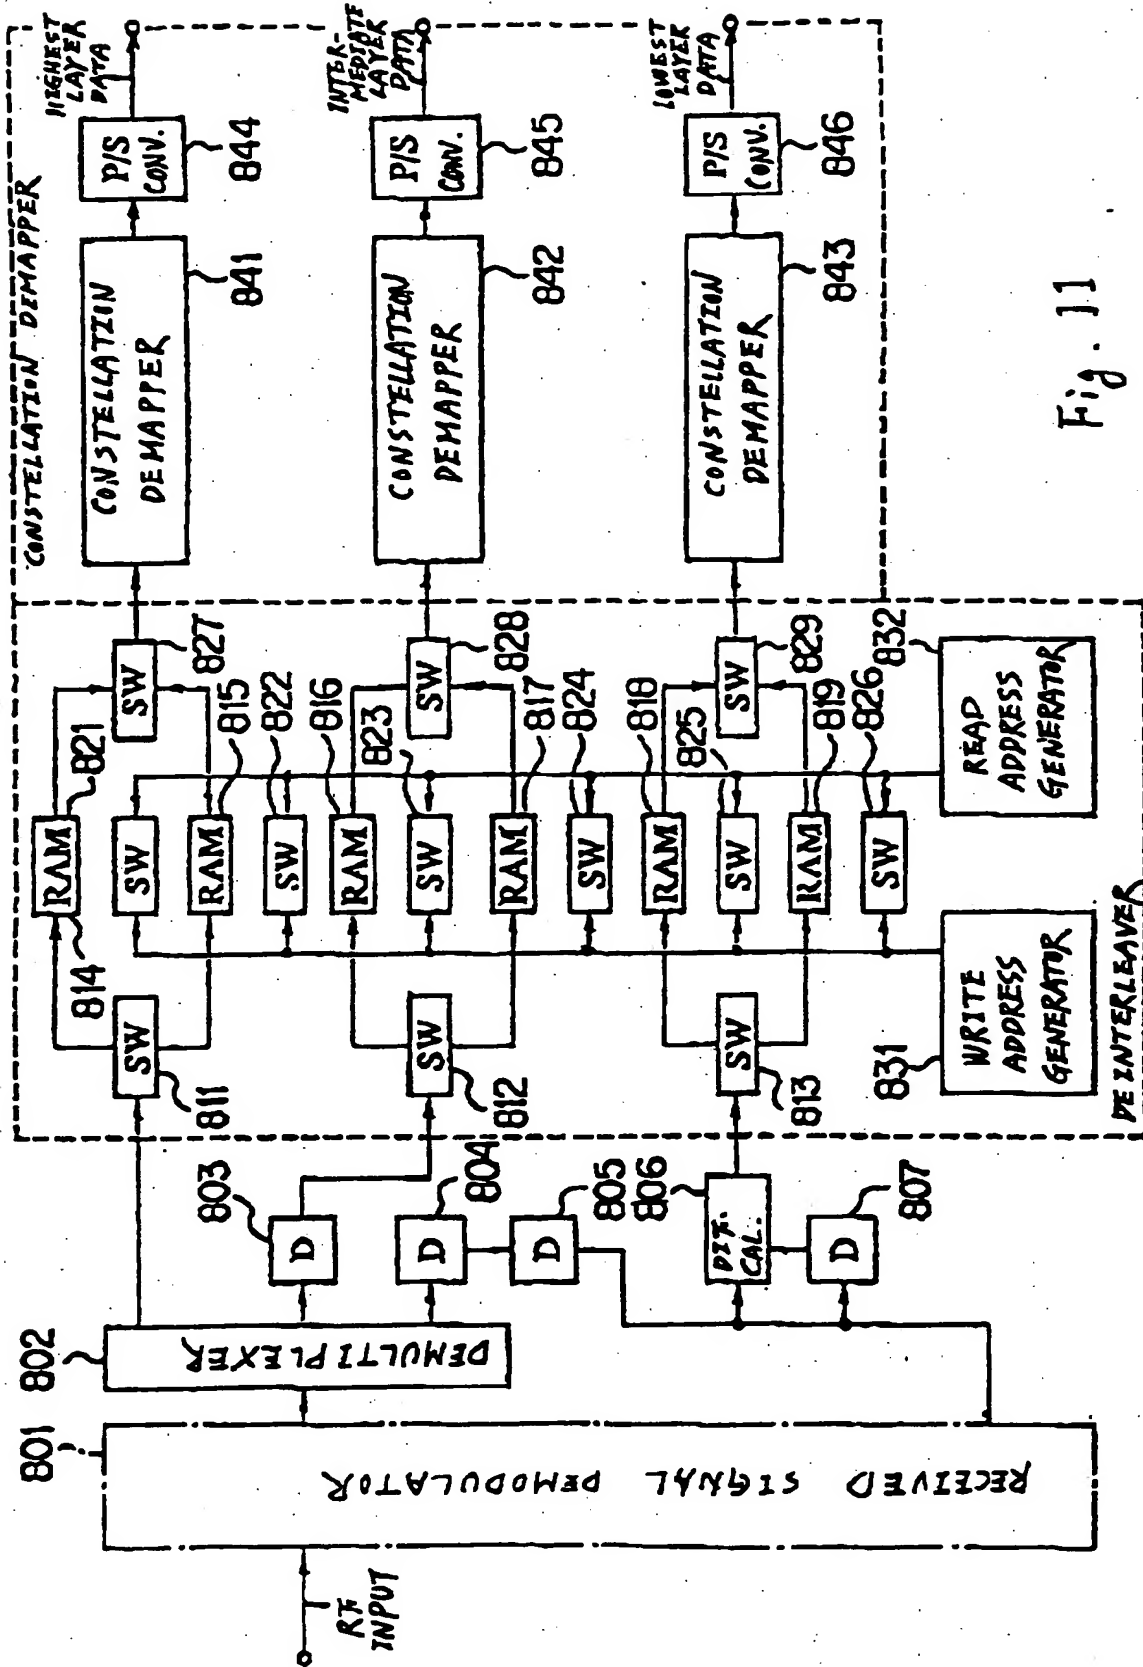 CONSTELLATION DEMAPPER
HIGHEST
LAYER
DATA
P/S
CONV.
844
CONSTELLATION
DEMAPPER
841
INTER-
MEDIATE
LAYER
DATA
P/S
CONV.
845
CONSTELLATION
DEMAPPER
842
LOWEST
LAYER
DATA
P/S
CONV.
846
CONSTELLATION
DEMAPPER
843
RAM
821
814
SW
827
SW
RAM
815
SW
811
SW
822
RAM
816
SW
823
SW
828
RAM
817
SW
812
SW
824
RAM
818
SW
825
SW
829
RAM
819
SW
813
SW
826
WRITE
ADDRESS
GENERATOR
831
REAP
ADDRESS
GENERATOR
832
DEINTERLEAVER
D
803
D
804
D
805
DIF.
CAL.
806
D
807
DEMULTIPLEXER
802
RECEIVED SIGNAL DEMODULATOR
801
RF
INPUT
Fig. 11